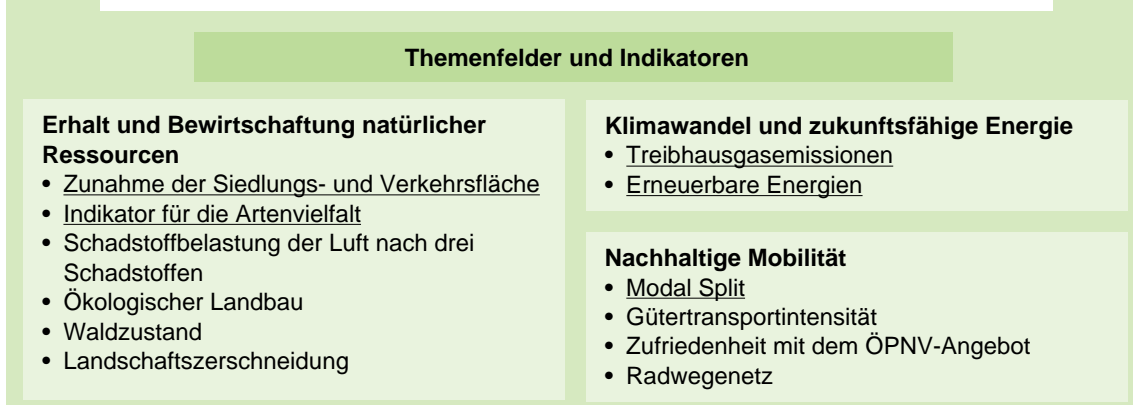 Themenfelder und Indikatoren
Erhalt und Bewirtschaftung natürlicher
Ressourcen
• Zunahme der Siedlungs- und Verkehrsfläche
• Indikator für die Artenvielfalt
• Schadstoffbelastung der Luft nach drei
Schadstoffen
• Ökologischer Landbau
• Waldzustand
• Landschaftszerschneidung
Klimawandel und zukunftsfähige Energie
• Treibhausgasemissionen
• Erneuerbare Energien
Nachhaltige Mobilität
• Modal Split
• Gütertransportintensität
• Zufriedenheit mit dem ÖPNV-Angebot
• Radwegenetz